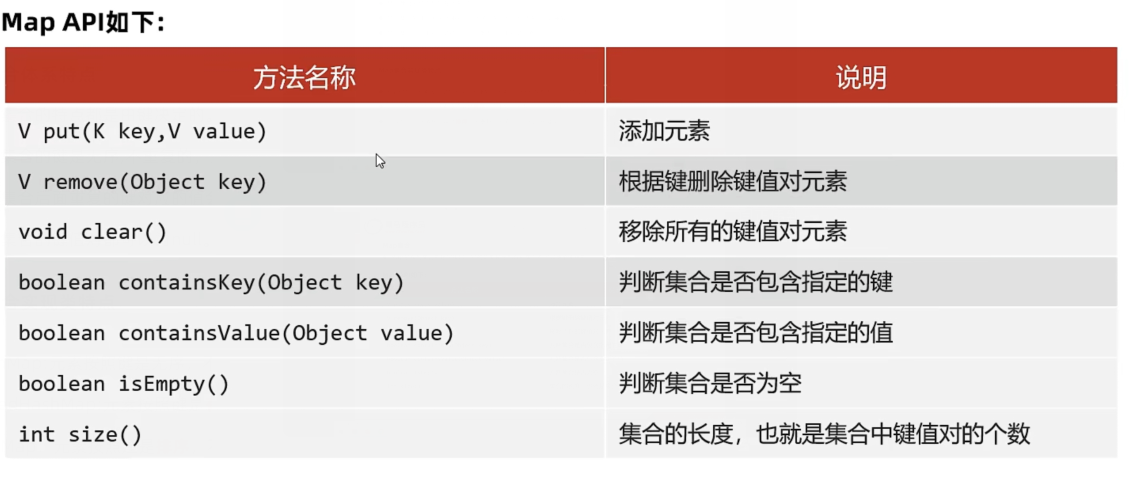 Map API如下：
方法名称 说明
V put(K key,V value) 添加元素
V remove(Object key) 根据键删除键值对元素
void clear() 移除所有的键值对元素
boolean containsKey(Object key) 判断集合是否包含指定的键
boolean containsValue(Object value) 判断集合是否包含指定的值
boolean isEmpty() 判断集合是否为空
int size() 集合的长度，也就是集合中键值对的个数